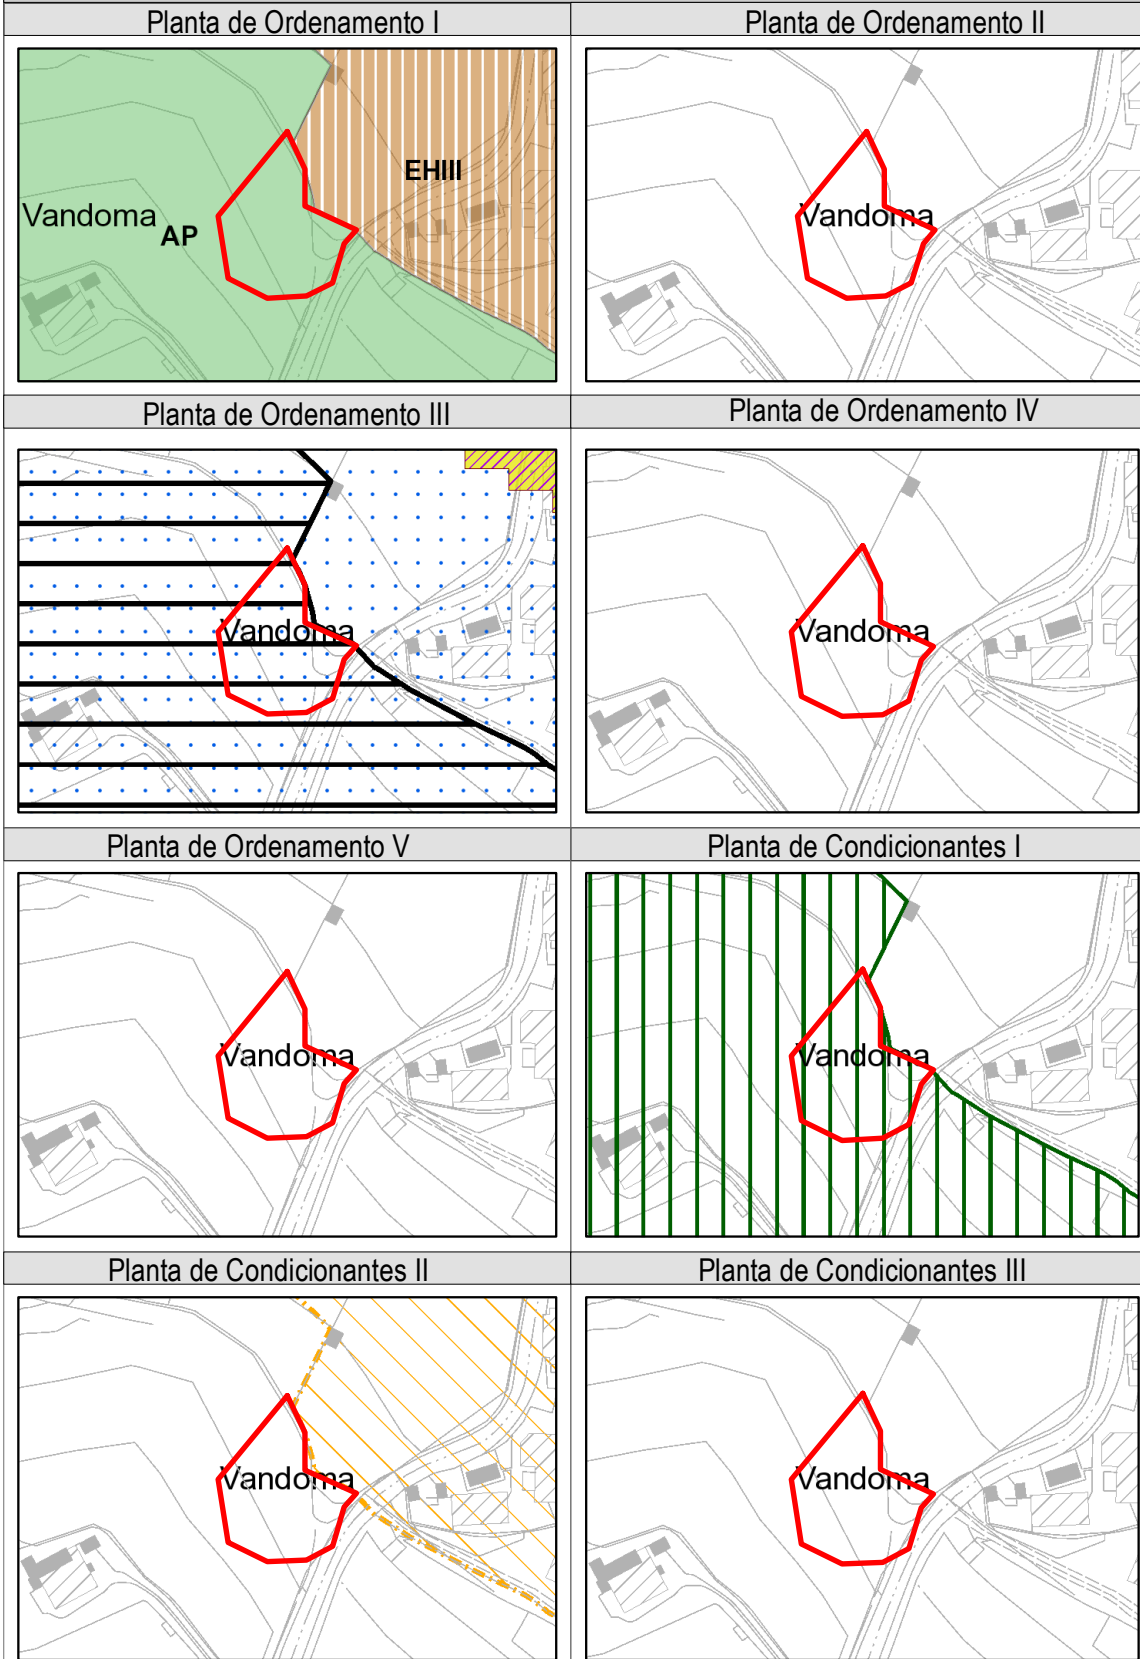 Planta de Ordenamento I
Planta de Ordenamento II
EHIII
Vandoma
AP
Vandoma
Planta de Ordenamento III
Planta de Ordenamento IV
Vandoma
Vandoma
Planta de Ordenamento V
Planta de Condicionantes I
Vandoma
Vandoma
Planta de Condicionantes II
Planta de Condicionantes III
Vandoma
Vandoma